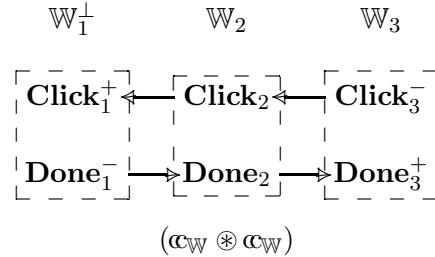 𝕎₁^⊥ 𝕎₂ 𝕎₃
Click₁⁺ Click₂ Click₃⁻
Done₁⁻ Done₂ Done₃⁺
(cc_𝕎 ⊛ cc_𝕎)